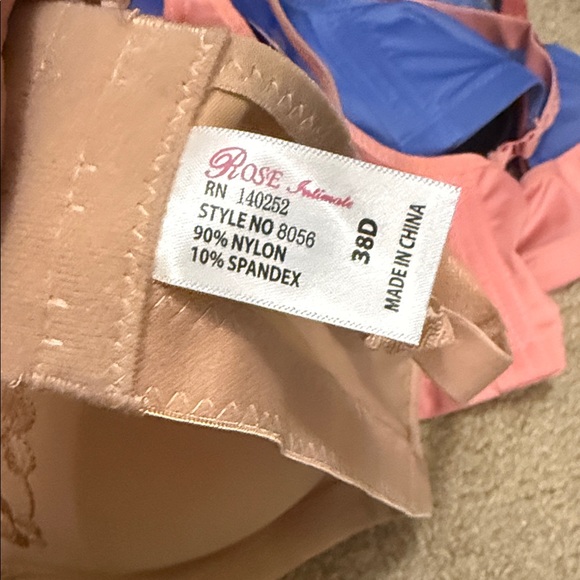 ROSE Intimate
RN 140252
STYLE NO 8056
90% NYLON
10% SPANDEX
38D
MADE IN CHINA